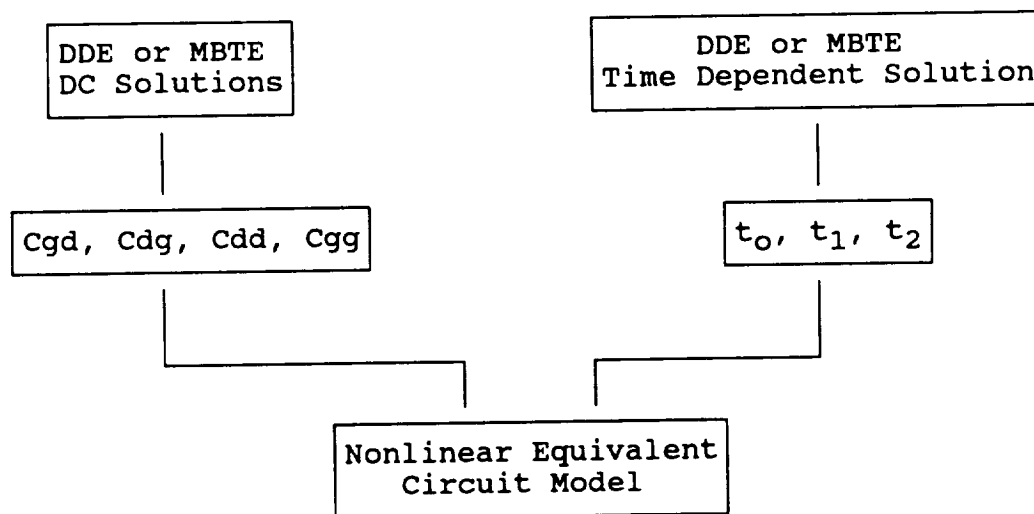 DDE or MBTE
DC Solutions
DDE or MBTE
Time Dependent Solution
Cgd, Cdg, Cdd, Cgg
to, t1, t2
Nonlinear Equivalent
Circuit Model